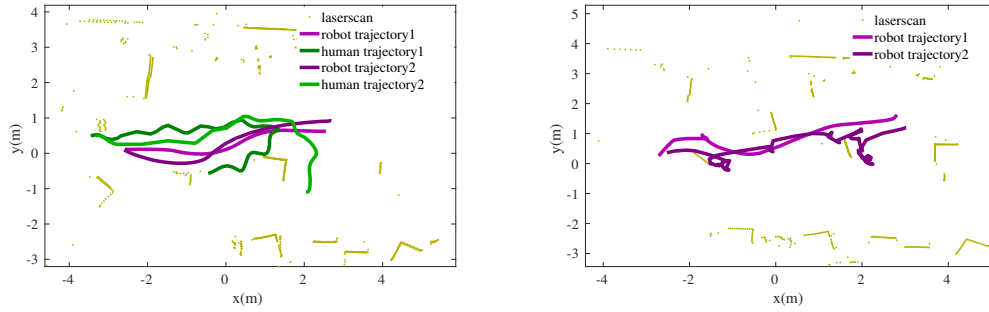 4
3
2
1
0
-1
-2
-3
y(m)
-4
-2
0
2
4
x(m)
laserscan
robot trajectory1
human trajectory1
robot trajectory2
human trajectory2
5
4
3
2
1
0
-1
-2
-3
y(m)
-4
-2
0
2
4
x(m)
laserscan
robot trajectory1
robot trajectory2